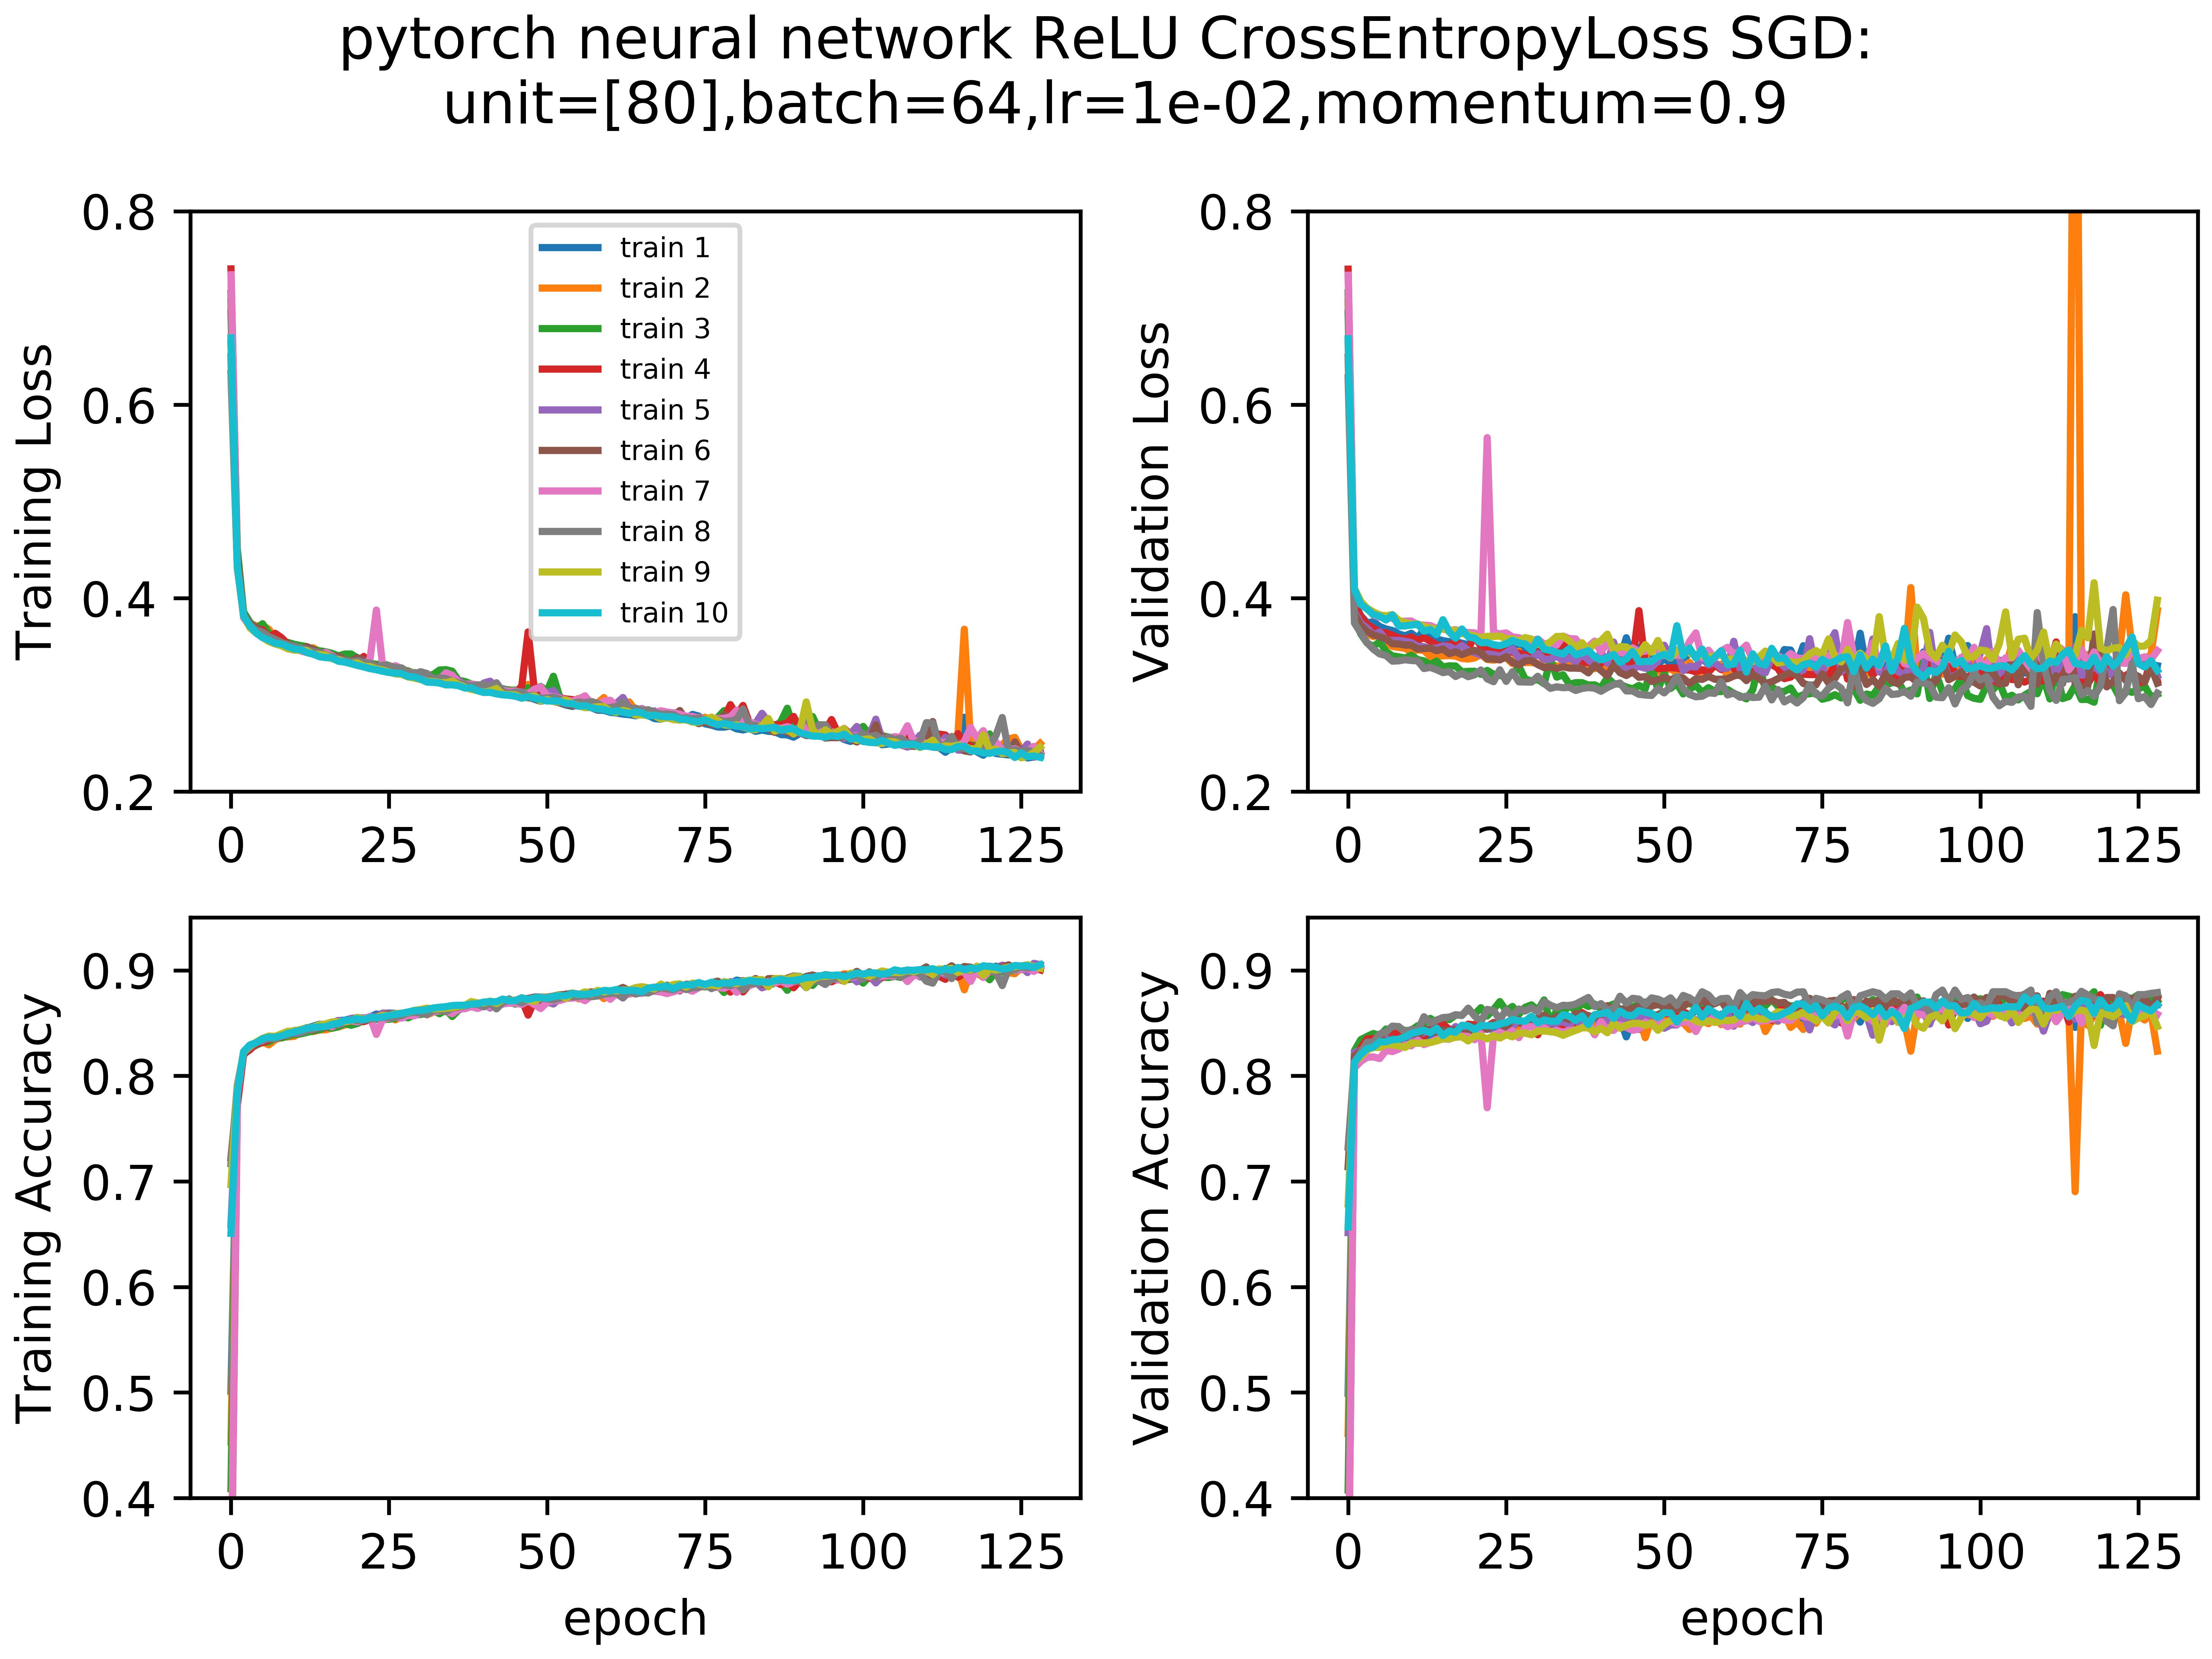 pytorch neural network ReLU CrossEntropyLoss SGD:
unit=[80],batch=64,lr=1e-02,momentum=0.9
Training Loss
0.8
0.6
0.4
0.2
0 25 50 75 100 125
train 1
train 2
train 3
train 4
train 5
train 6
train 7
train 8
train 9
train 10
Validation Loss
0.8
0.6
0.4
0.2
0 25 50 75 100 125
Training Accuracy
0.9
0.8
0.7
0.6
0.5
0.4
0 25 50 75 100 125
epoch
Validation Accuracy
0.9
0.8
0.7
0.6
0.5
0.4
0 25 50 75 100 125
epoch